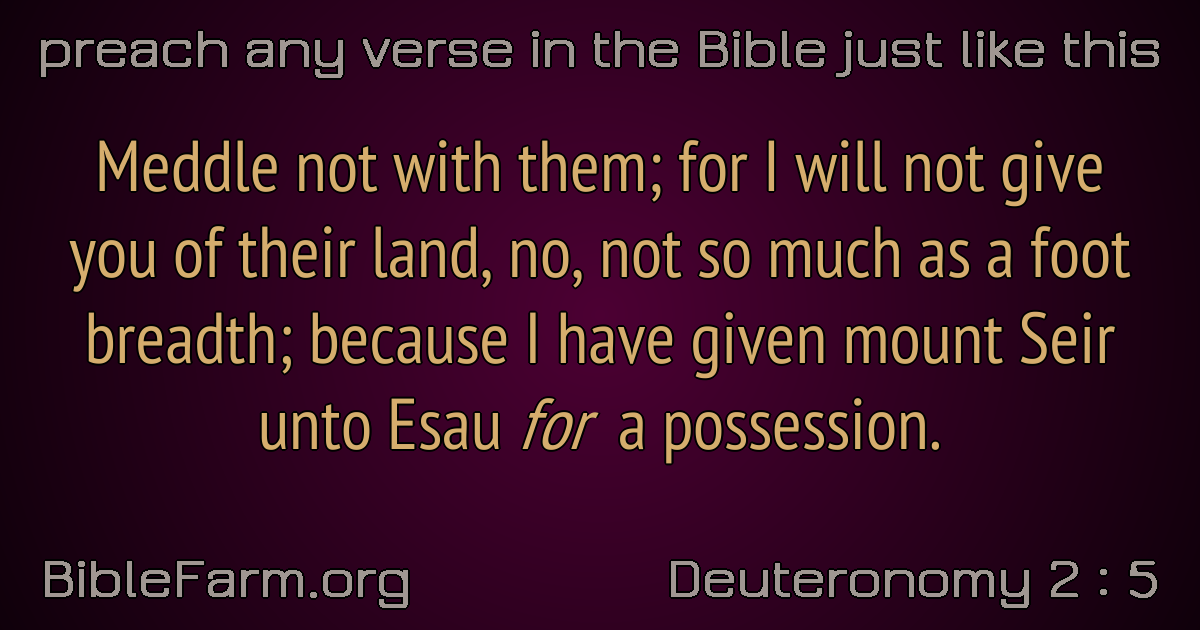 preach any verse in the Bible just like this
Meddle not with them; for I will not give
you of their land, no, not so much as a foot
breadth; because I have given mount Seir
unto Esau for a possession.
BibleFarm.org
Deuteronomy 2 : 5